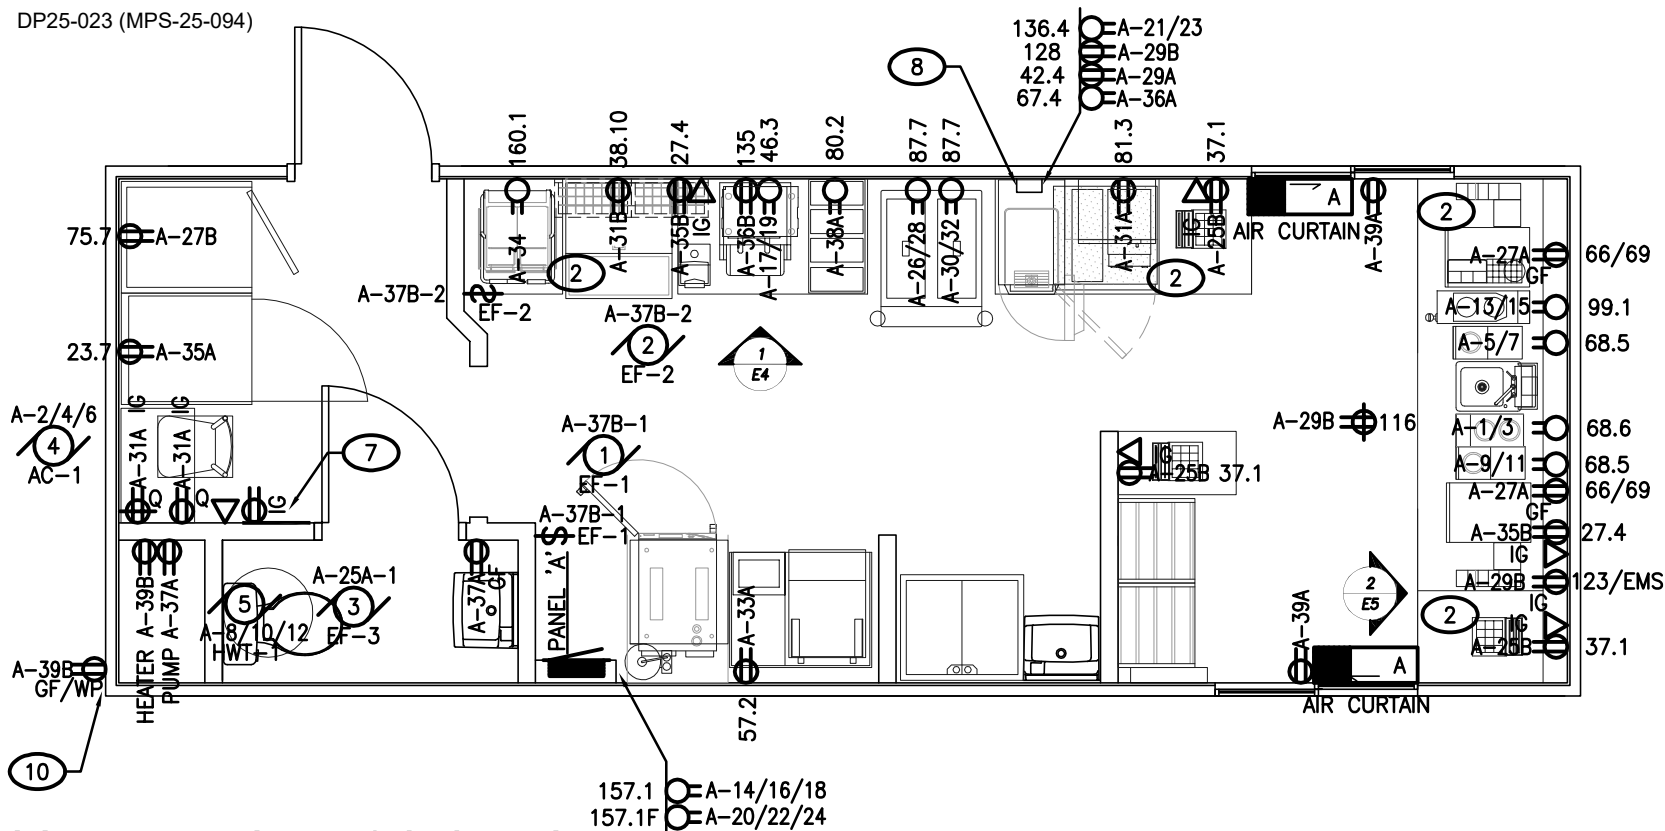 DP25-023 (MPS-25-094)
136.4 A-21/23
128 A-29B
42.4 A-29A
67.4 A-36A
8
160.1
38.10
27.4
135
46.3
80.2
87.7
87.7
81.3
37.1
A-34
A-31B
A-35B
IG
A-36B
A-17/19
A-38A
A-26/28
A-30/32
A-31A
IG
A-25B
A
AIR CURTAIN
A-39A
2
75.7 A-27B
2
2
A-27A 66/69
GF
A-37B-2
EF-2
A-13/15 99.1
A-37B-2
2
EF-2
A-5/7 68.5
23.7 A-35A
1
E4
A-2/4/6
4
AC-1
IG
IG
A-31A
A-31A
Q
Q
IG
7
A-37B-1
1
EF-1
A-29B 116
A-1/3 68.6
IG
A-25B 37.1
A-9/11 68.5
A-27A 66/69
GF
A-37B-1
$
EF-1
A-35B 27.4
IG
A-29B 123/EMS
IG
HEATER A-39B
PUMP A-37A
5
A-8/10/12
HWT-1
A-25A-1
3
EF-3
A-37A
GF
PANEL 'A'
A-33A
2
E5
2
IG
A-25B 37.1
A-39A
A
AIR CURTAIN
A-39B
GF/WP
57.2
10
157.1 A-14/16/18
157.1F A-20/22/24